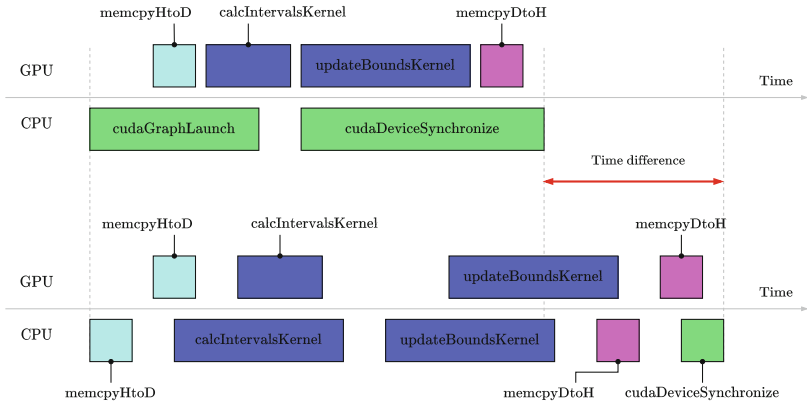 memcpyHtoD calcIntervalsKernel memcpyDtoH
GPU updateBoundsKernel Time
CPU cudaGraphLaunch cudaDeviceSynchronize
Time difference
memcpyHtoD calcIntervalsKernel memcpyDtoH
GPU updateBoundsKernel Time
CPU calcIntervalsKernel updateBoundsKernel
memcpyHtoD memcpyDtoH cudaDeviceSynchronize